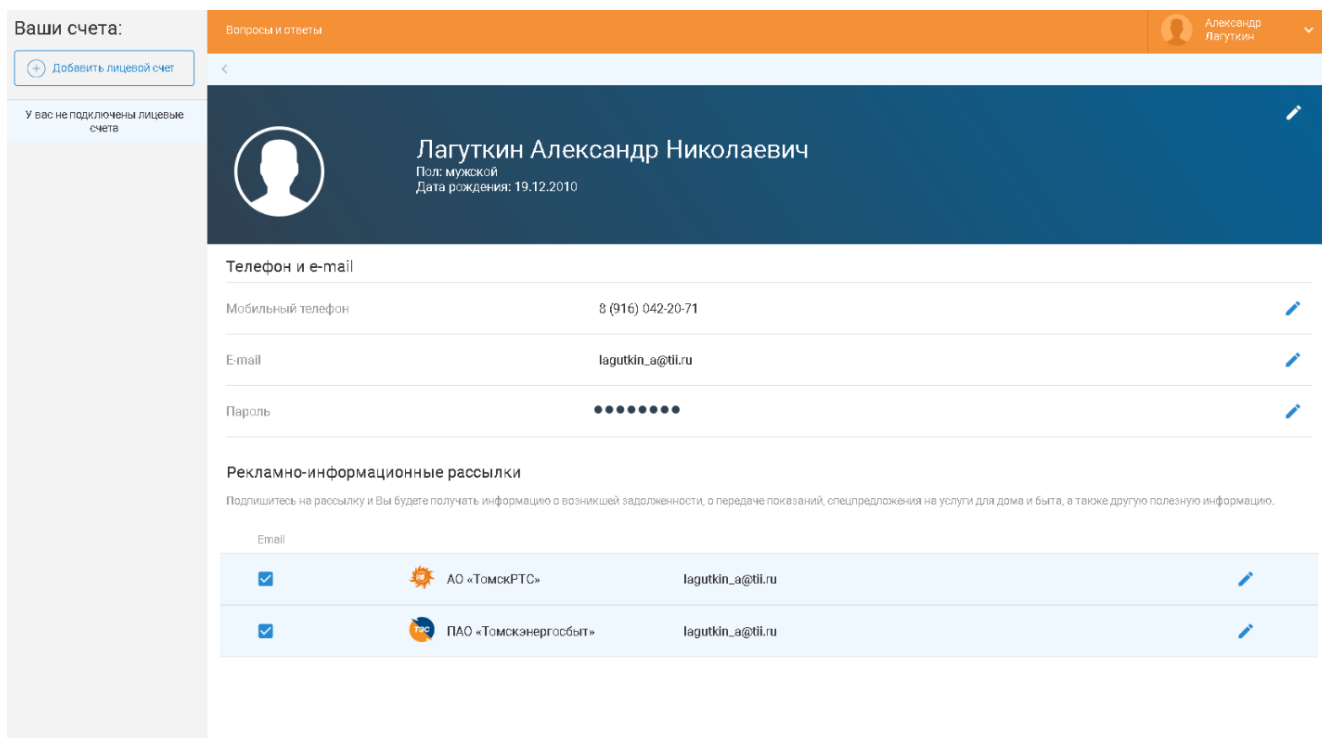 Ваши счета:
Добавить лицевой счет
У вас не подключены лицевые
счета
Вопросы и ответы
Александр
Лагуткин
Лагуткин Александр Николаевич
Пол: мужской
Дата рождения: 19.12.2010
Телефон и e-mail
Мобильный телефон 8 (916) 042-20-71
E-mail lagutkin_a@tii.ru
Пароль ●●●●●●●●
Рекламно-информационные рассылки
Подпишитесь на рассылку и Вы будете получать информацию о возникшей задолженности, о передаче показаний, спецпредложения на услуги для дома и быта, а также другую полезную информацию.
Email
АО «ТомскРТС» lagutkin_a@tii.ru
ТЭС ПАО «Томскэнергосбыт» lagutkin_a@tii.ru